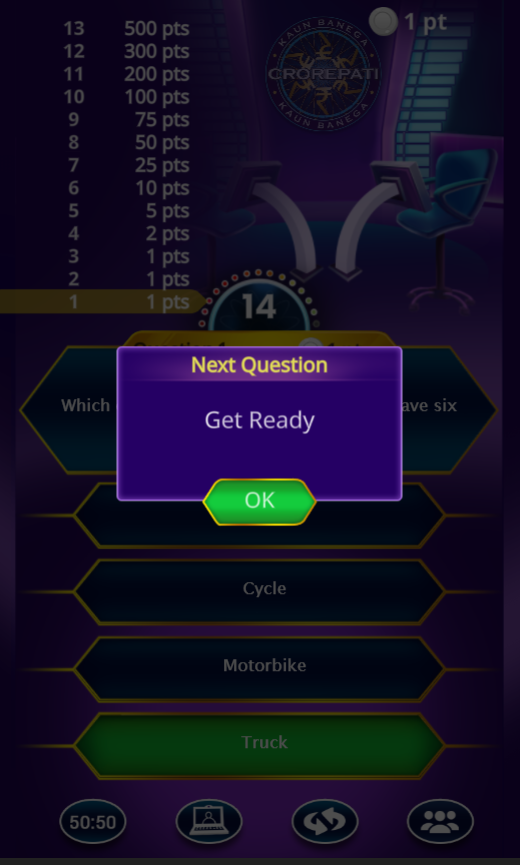 1 pt
KAUN BANEGA
CROREPATI
KAUN BANEGA
13 500 pts
12 300 pts
11 200 pts
10 100 pts
9 75 pts
8 50 pts
7 25 pts
6 10 pts
5 5 pts
4 2 pts
3 1 pts
2 1 pts
1 1 pts
14
Next Question
Get Ready
OK
Which
ave six
Cycle
Motorbike
Truck
50:50